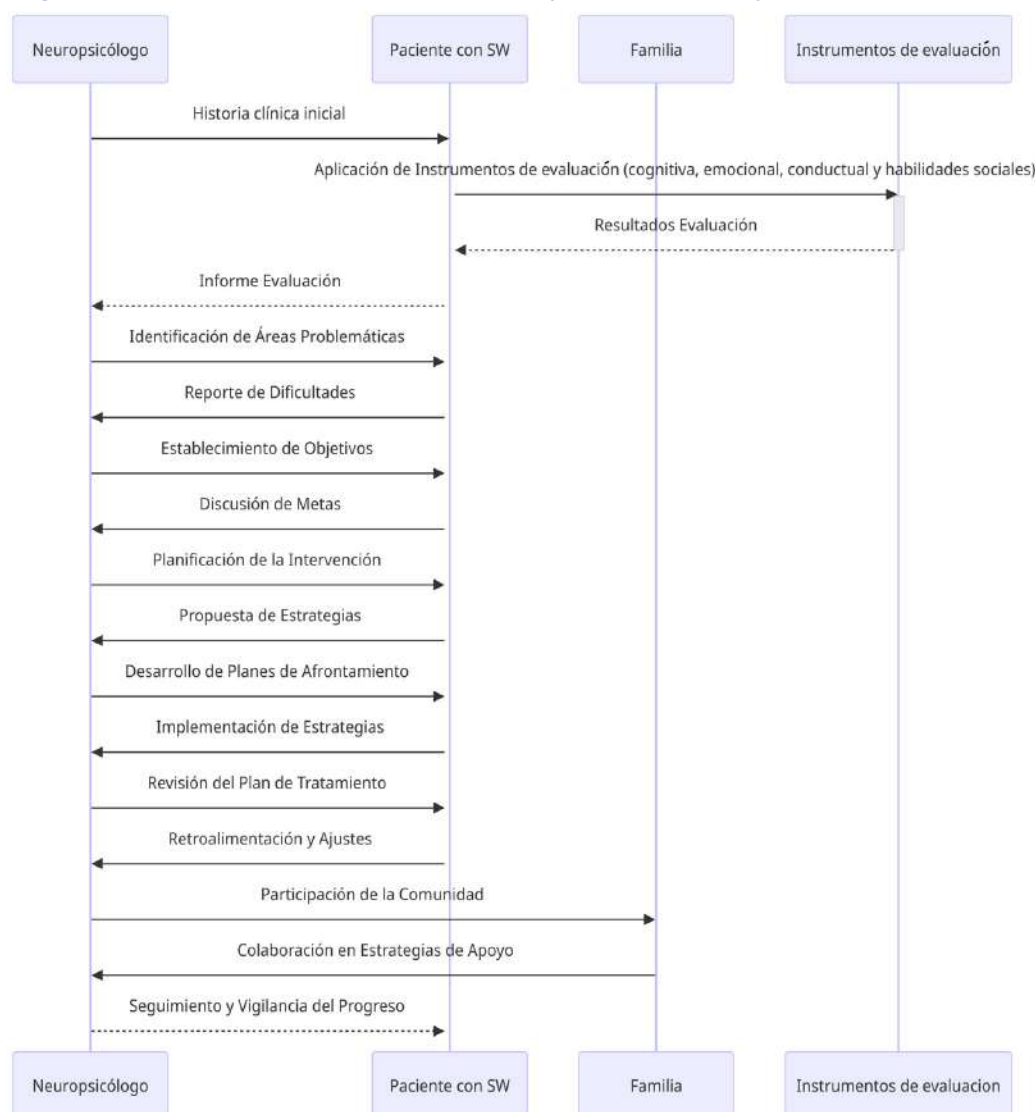 Neuropsicólogo
Paciente con SW
Familia
Instrumentos de evaluación
Historia clínica inicial
Aplicación de Instrumentos de evaluación (cognitiva, emocional, conductual y habilidades sociales)
Resultados Evaluación
Informe Evaluación
Identificación de Áreas Problemáticas
Reporte de Dificultades
Establecimiento de Objetivos
Discusión de Metas
Planificación de la Intervención
Propuesta de Estrategias
Desarrollo de Planes de Afrontamiento
Implementación de Estrategias
Revisión del Plan de Tratamiento
Retroalimentación y Ajustes
Participación de la Comunidad
Colaboración en Estrategias de Apoyo
Seguimiento y Vigilancia del Progreso
Neuropsicólogo
Paciente con SW
Familia
Instrumentos de evaluacion